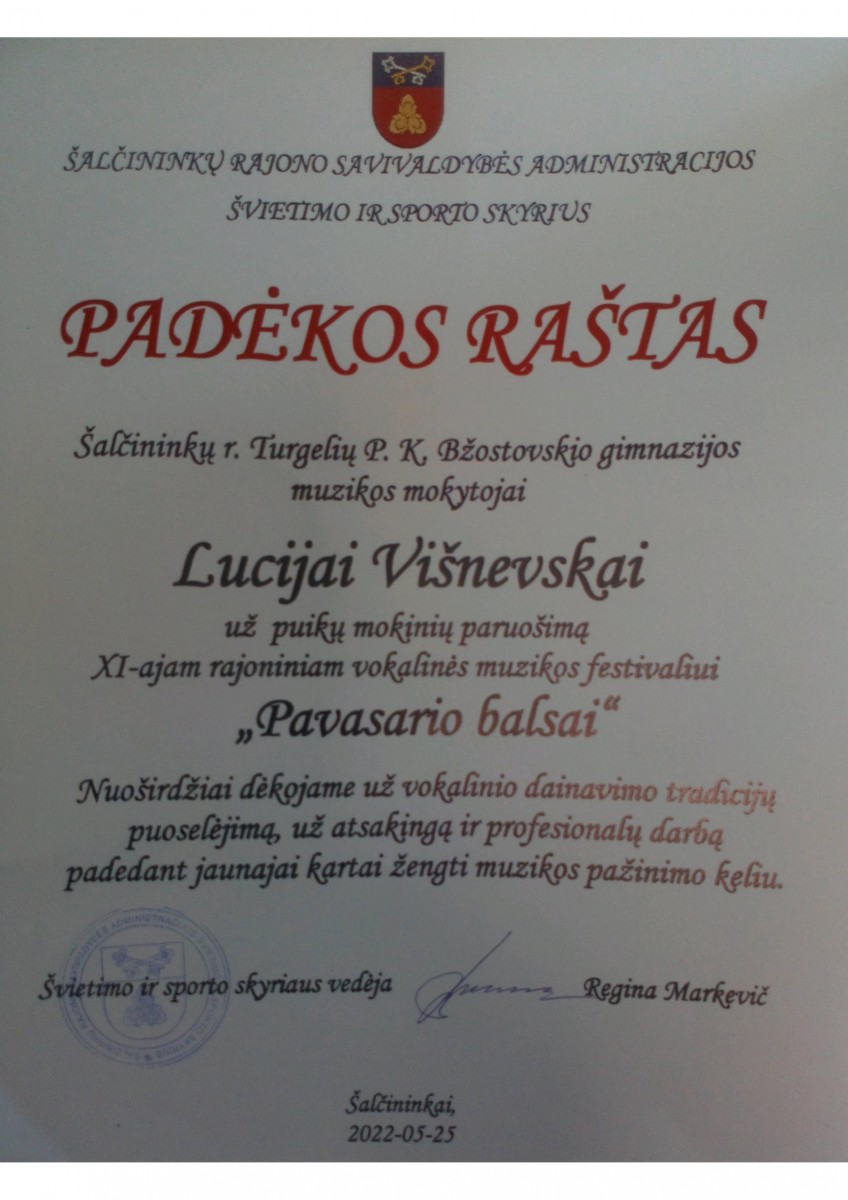 ŠALČININKŲ RAJONO SAVIVALDYBĖS ADMINISTRACIJOS
ŠVIETIMO IR SPORTO SKYRIUS
PADĖKOS RAŠTAS
Šalčininkų r. Turgelių P. K. Bžostovskio gimnazijos
muzikos mokytojai
Lucijai Višnevskai
už puikų mokinių paruošimą
XI-ajam rajoniniam vokalinės muzikos festivaliui
„Pavasario balsai“
Nuoširdžiai dėkojame už vokalinio dainavimo tradicijų
puoselėjimą, už atsakingą ir profesionalų darbą
padedant jaunajai kartai žengti muzikos pažinimo keliu.
Švietimo ir sporto skyriaus vedėja Regina Markevič
Šalčininkai,
2022-05-25